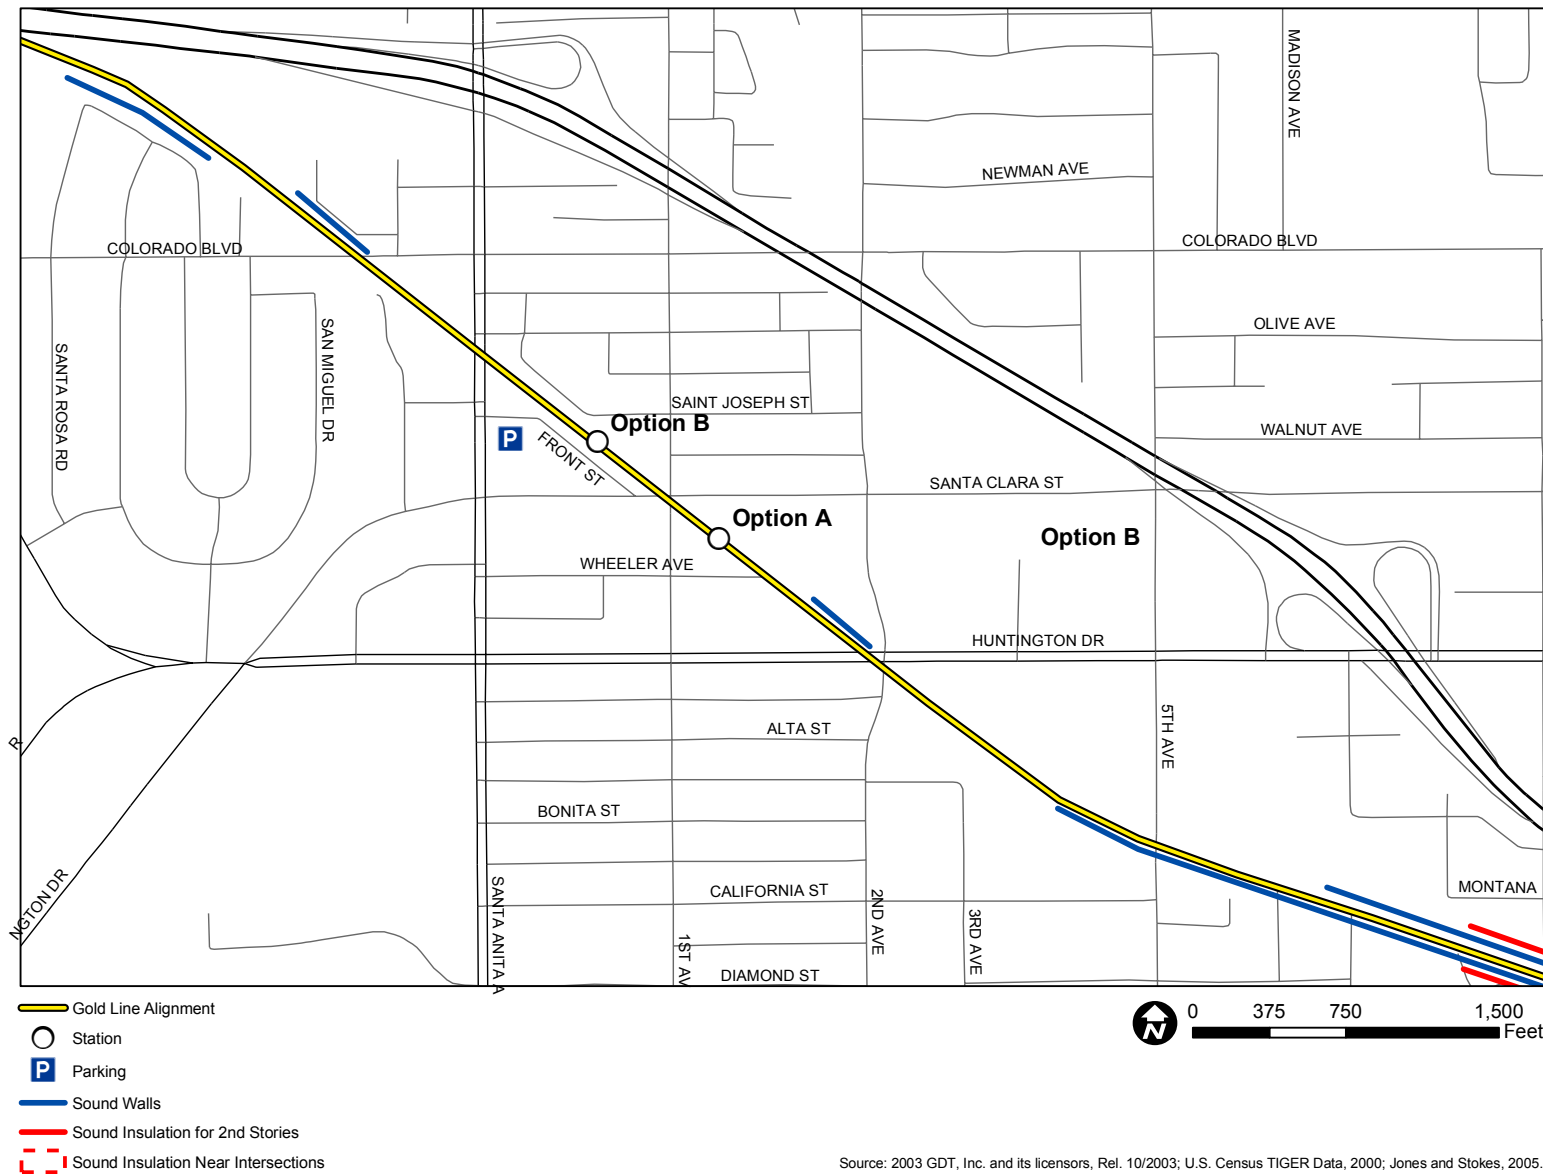 MADISON AVE
NEWMAN AVE
COLORADO BLVD
COLORADO BLVD
SANTA ROSA RD
SAN MIGUEL DR
OLIVE AVE
SAINT JOSEPH ST
Option B
P
FRONT ST
WALNUT AVE
SANTA CLARA ST
Option A
Option B
WHEELER AVE
HUNTINGTON DR
R
ALTA ST
5TH AVE
BONITA ST
NGTON DR
SANTA ANITA A
CALIFORNIA ST
2ND AVE
3RD AVE
MONTANA
1ST AV
DIAMOND ST
Gold Line Alignment
Station
P Parking
Sound Walls
Sound Insulation for 2nd Stories
Sound Insulation Near Intersections
N
0 375 750 1,500
Feet
Source: 2003 GDT, Inc. and its licensors, Rel. 10/2003; U.S. Census TIGER Data, 2000; Jones and Stokes, 2005.